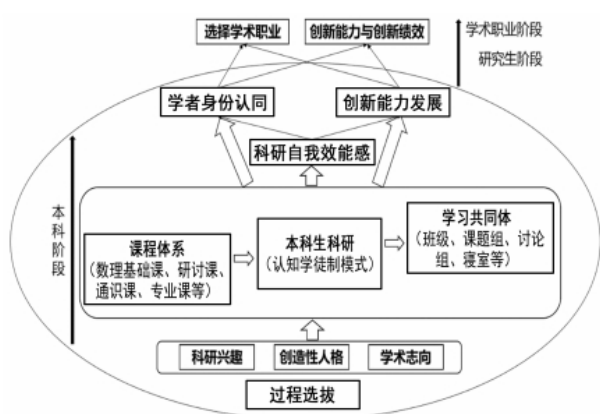 选择学术职业
创新能力与创新绩效
学术职业阶段
研究生阶段
学者身份认同
创新能力发展
科研自我效能感
本科阶段
课程体系
（数理基础课、研讨课、
通识课、专业课等）
本科生科研
（认知学徒制模式）
学习共同体
（班级、课题组、讨论
组、寝室等）
科研兴趣
创造性人格
学术志向
过程选拔